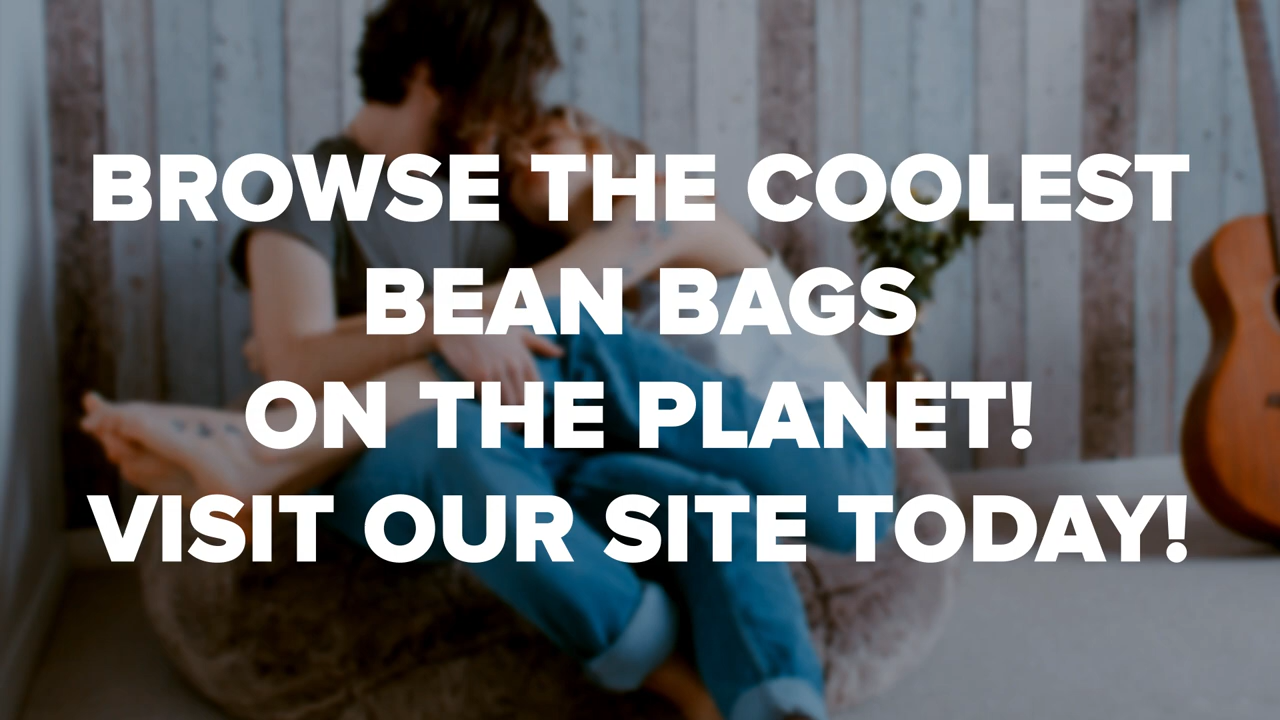 BROWSE THE COOLEST
BEAN BAGS
ON THE PLANET!
VISIT OUR SITE TODAY!